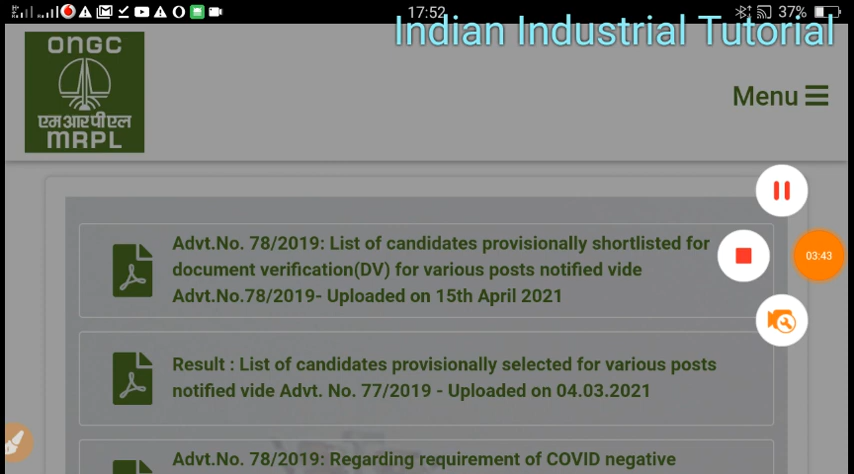 17:52
37%
Indian Industrial Tutorial
ONGC
एमआरपीएल
MRPL
Menu
Advt.No. 78/2019: List of candidates provisionally shortlisted for
document verification(DV) for various posts notified vide
Advt.No.78/2019- Uploaded on 15th April 2021
03:43
Result : List of candidates provisionally selected for various posts
notified vide Advt. No. 77/2019 - Uploaded on 04.03.2021
Advt.No. 78/2019: Regarding requirement of COVID negative